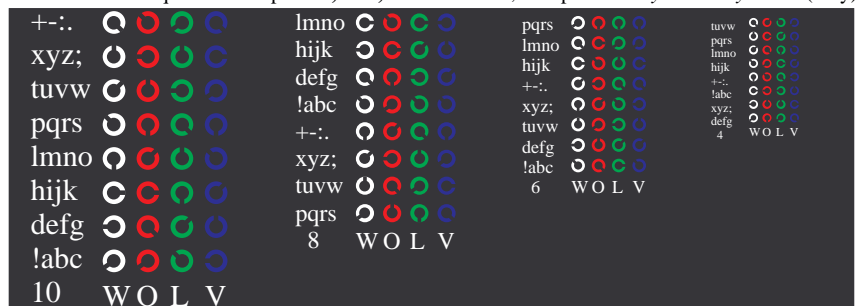 +-:.
xyz;
tuvw
pqrs
lmno
hijk
defg
!abc
10 W O L V
lmno
hijk
defg
!abc
+-:.
xyz;
tuvw
pqrs
8 W O L V
pqrs
lmno
hijk
+-:.
xyz;
tuvw
defg
!abc
6 W O L V
tuvw
pqrs
lmno
hijk
+-:.
!abc
xyz;
defg
4 W O L V